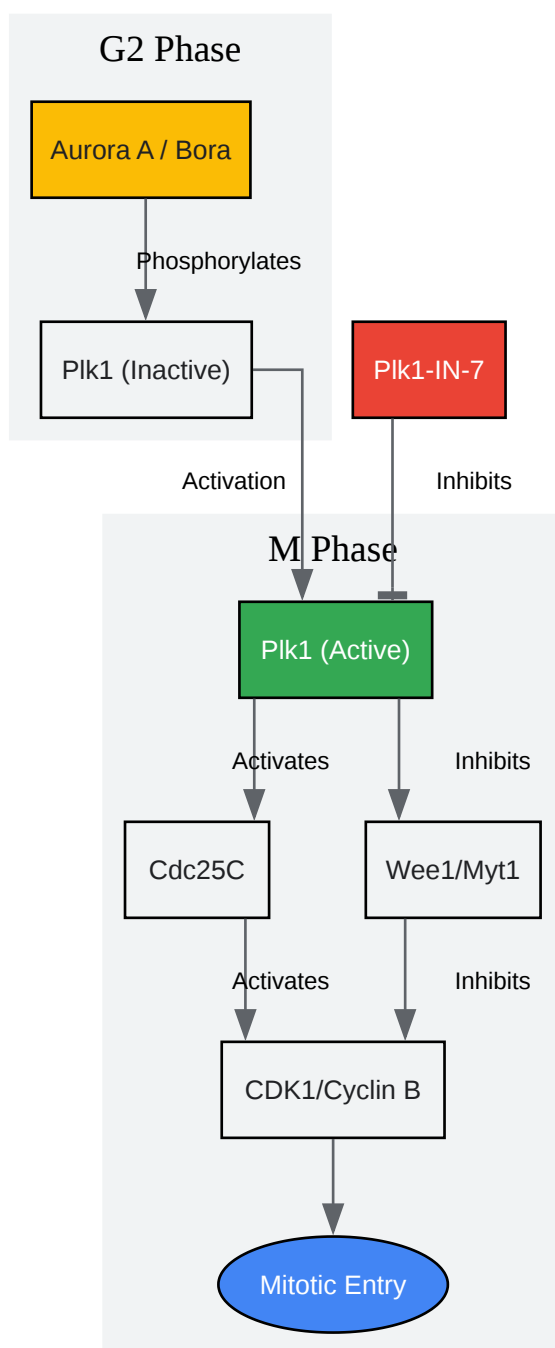 G2 Phase
Aurora A / Bora
Phosphorylates
Plk1 (Inactive)
Plk1-IN-7
Activation
Inhibits
M Phase
Plk1 (Active)
Activates
Inhibits
Cdc25C
Wee1/Myt1
Activates
Inhibits
CDK1/Cyclin B
Mitotic Entry